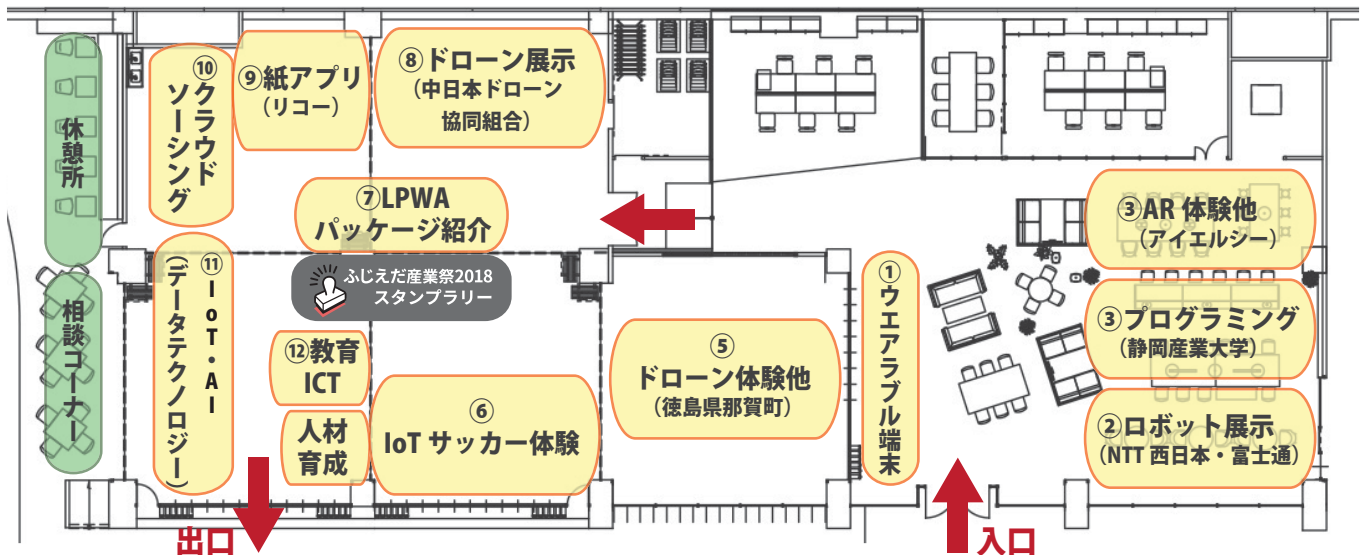 休憩所
相談コーナー
⑩クラウド
ソーシング
⑨紙アプリ
（リコー）
⑧ドローン展示
（中日本ドローン
協同組合）
⑦LPWA
パッケージ紹介
ふじえだ産業祭2018
スタンプラリー
⑪IoT・AI
（データテクノロジー）
⑫教育
ICT
人材
育成
⑥
IoT サッカー体験
⑤
ドローン体験他
（徳島県那賀町）
①ウエアラブル端末
③AR 体験他
（アイエルシー）
③プログラミング
（静岡産業大学）
②ロボット展示
（NTT 西日本・富士通）
出口
入口